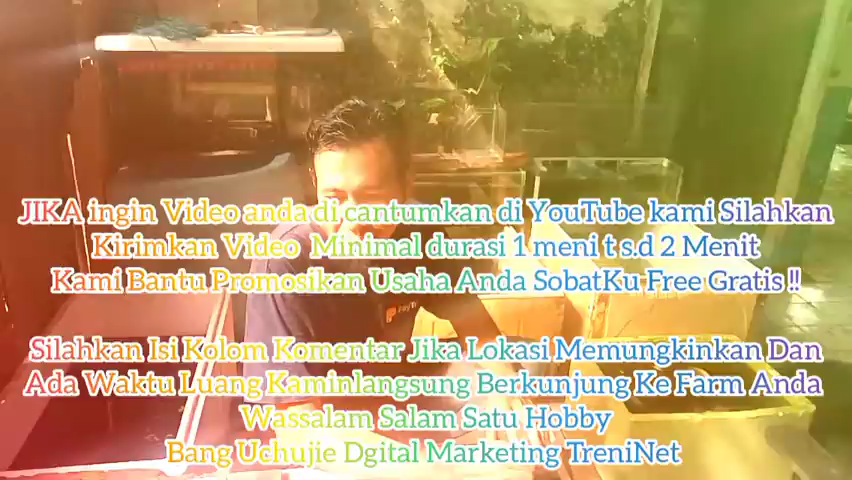 JIKA ingin Video anda di cantumkan di YouTube kami Silahkan
Kirimkan Video Minimal durasi 1 meni t s.d 2 Menit
Kami Bantu Promosikan Usaha Anda SobatKu Free Gratis !!
Silahkan Isi Kolom Komentar Jika Lokasi Memungkinkan Dan
Ada Waktu Luang Kaminlangsung Berkunjung Ke Farm Anda
Wassalam Salam Satu Hobby
Bang Uchujie Dgital Marketing TreniNet